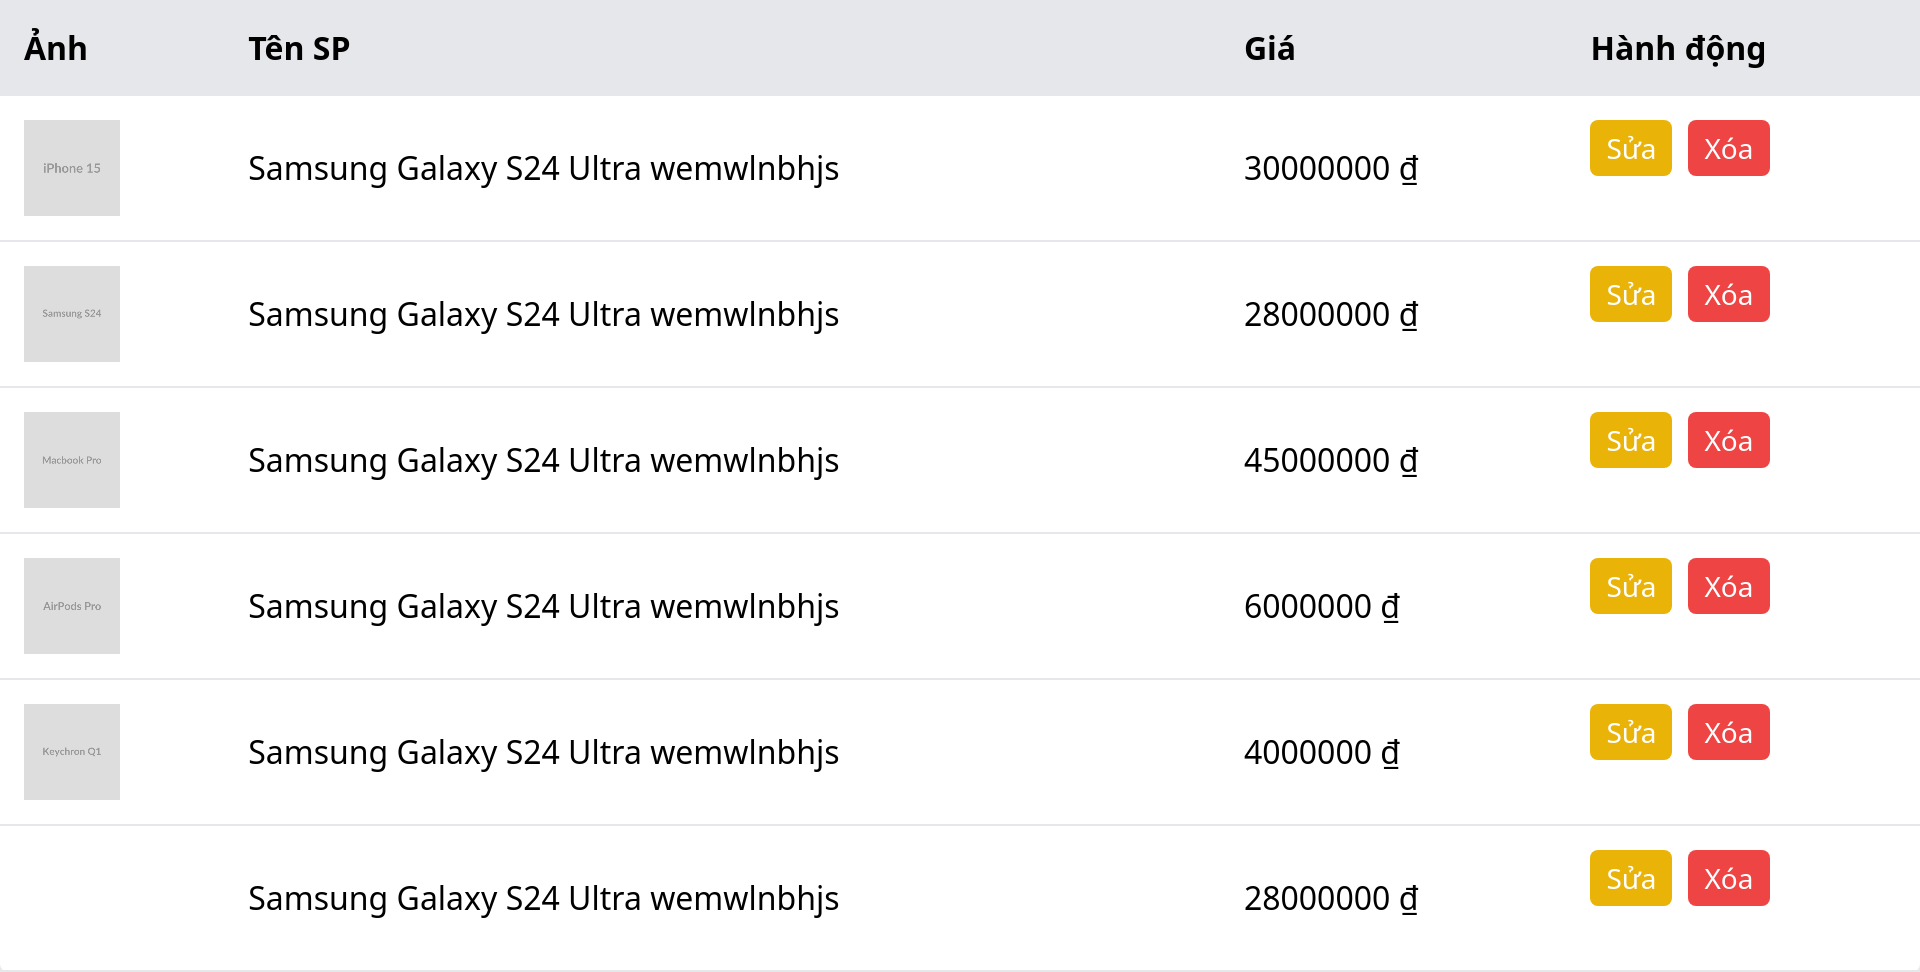 Ảnh Tên SP Giá Hành động
iPhone 15 Samsung Galaxy S24 Ultra wemwlnbhjs 30000000 ₫ Sửa Xóa
Samsung S24 Samsung Galaxy S24 Ultra wemwlnbhjs 28000000 ₫ Sửa Xóa
Macbook Pro Samsung Galaxy S24 Ultra wemwlnbhjs 45000000 ₫ Sửa Xóa
AirPods Pro Samsung Galaxy S24 Ultra wemwlnbhjs 6000000 ₫ Sửa Xóa
Keychron Q1 Samsung Galaxy S24 Ultra wemwlnbhjs 4000000 ₫ Sửa Xóa
Samsung Galaxy S24 Ultra wemwlnbhjs 28000000 ₫ Sửa Xóa